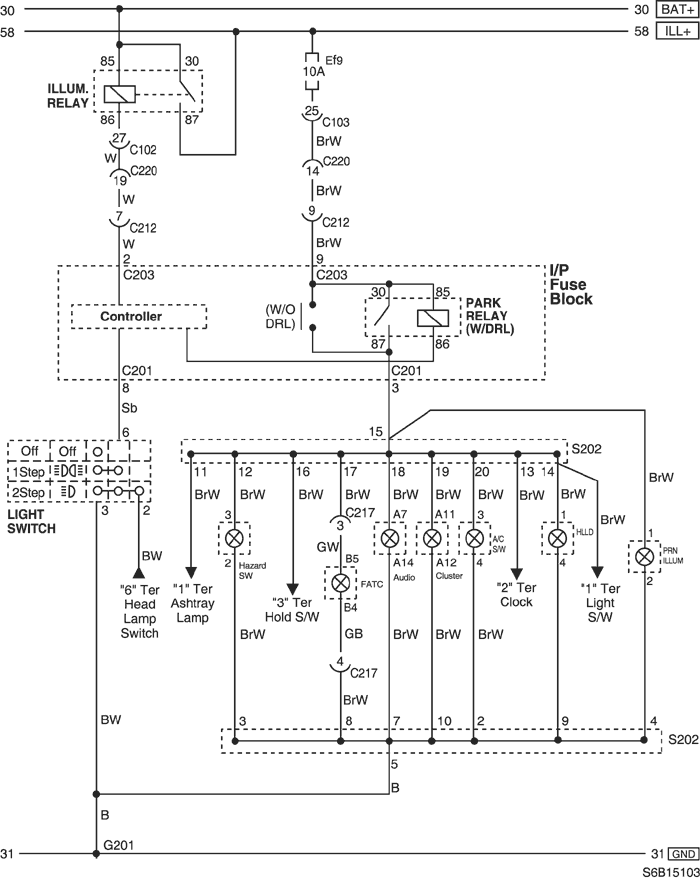 30 30 BAT+
58 58 ILL+
85 30
ILLUM.
RELAY
86 87
Ef9
10A
27
C102
W
C220
19
W
7
C212
W
2
C203
25
C103
BrW
C220
14
BrW
9
C212
BrW
9
C203
I/P
Fuse
Block
Controller
(W/O
DRL)
30 85
PARK
RELAY
(W/DRL)
87 86
C201
8
C201
3
Sb
6
15
S202
Off Off
1Step
2Step
LIGHT
SWITCH
3 2
BW
"6" Ter
Head
Lamp
Switch
11 12 16 17 18 19 20 13 14
BrW BrW BrW BrW BrW BrW BrW BrW BrW BrW BrW
C217
3
GW
3
2
Hazard
SW
B5
FATC
B4
A7
A14
Audio
A11
A12
Cluster
3
A/C
S/W
4
1
HLLD
4
1
PRN
ILLUM
2
"1" Ter
Ashtray
Lamp
"3" Ter
Hold S/W
"2" Ter
Clock
"1" Ter
Light
S/W
BrW GB BrW BrW BrW BrW
4
C217
BrW
BW
3 8 7 10 2 9 4
S202
5
B
B
G201
31 31 GND
S6B15103